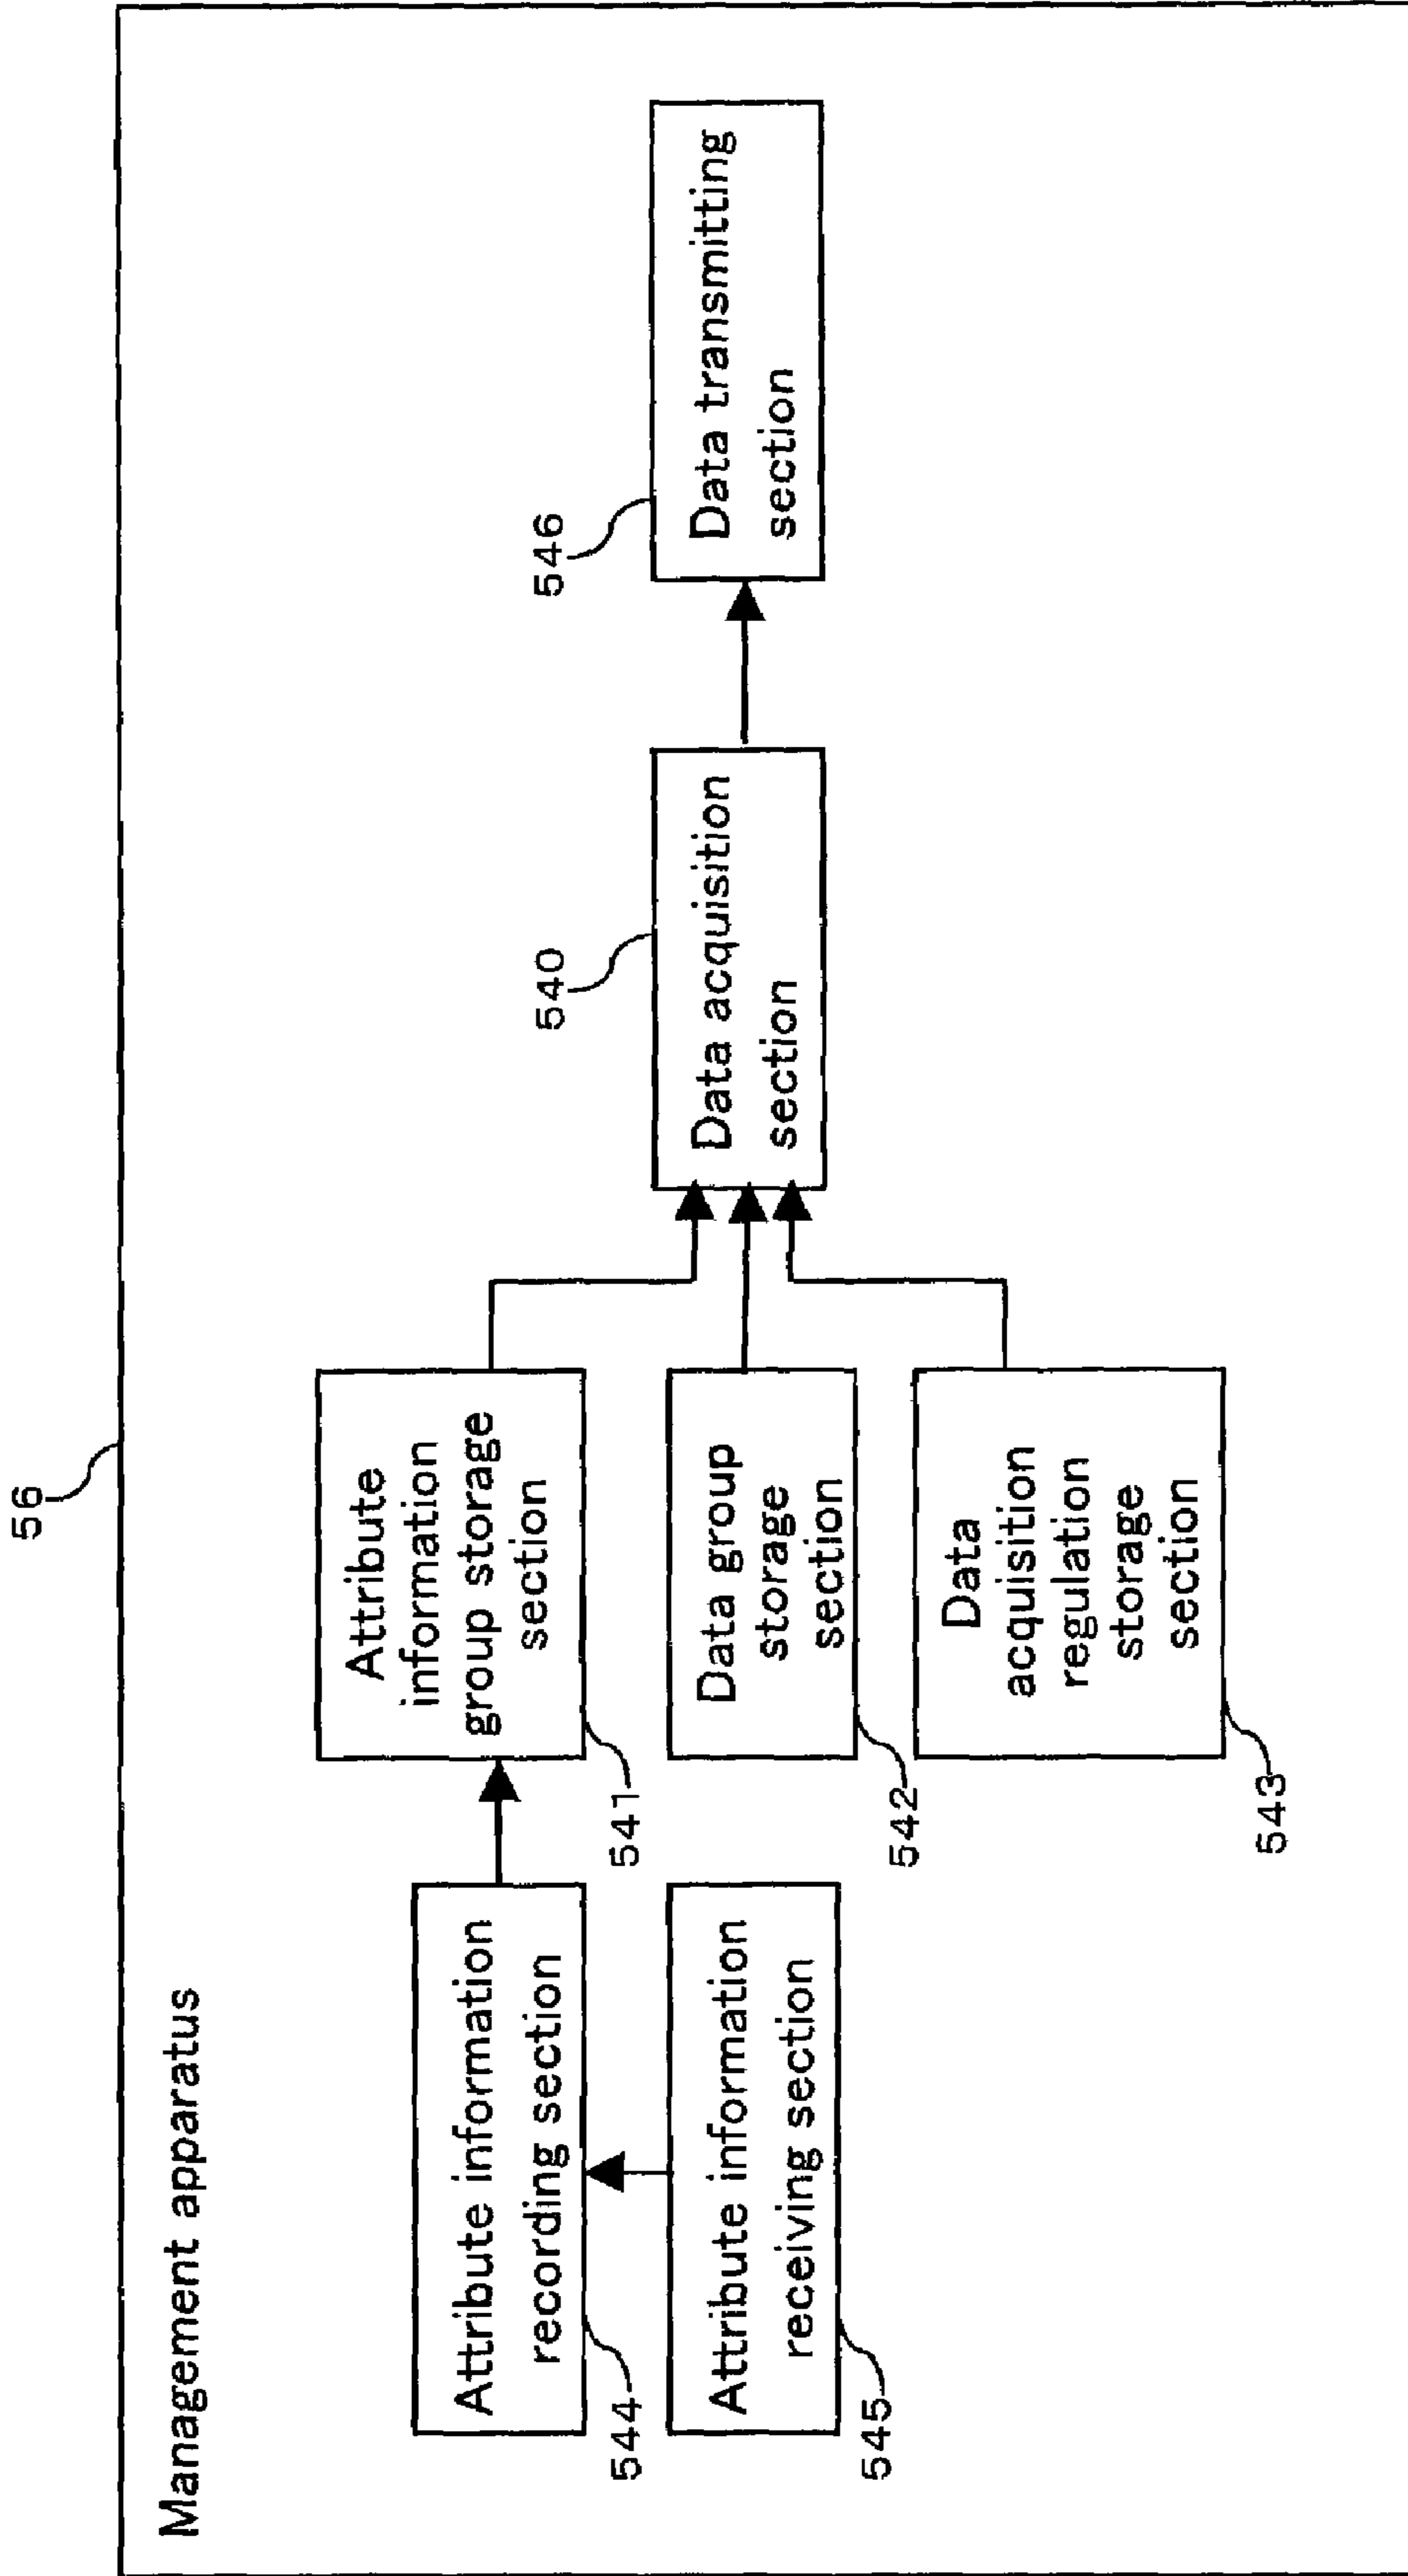 56
Management apparatus
Attribute information
recording section
544
Attribute information
receiving section
545
Attribute
information
group storage
section
541
Data group
storage
section
542
Data
acquisition
regulation
storage
section
543
540
Data acquisition
section
546
Data transmitting
section